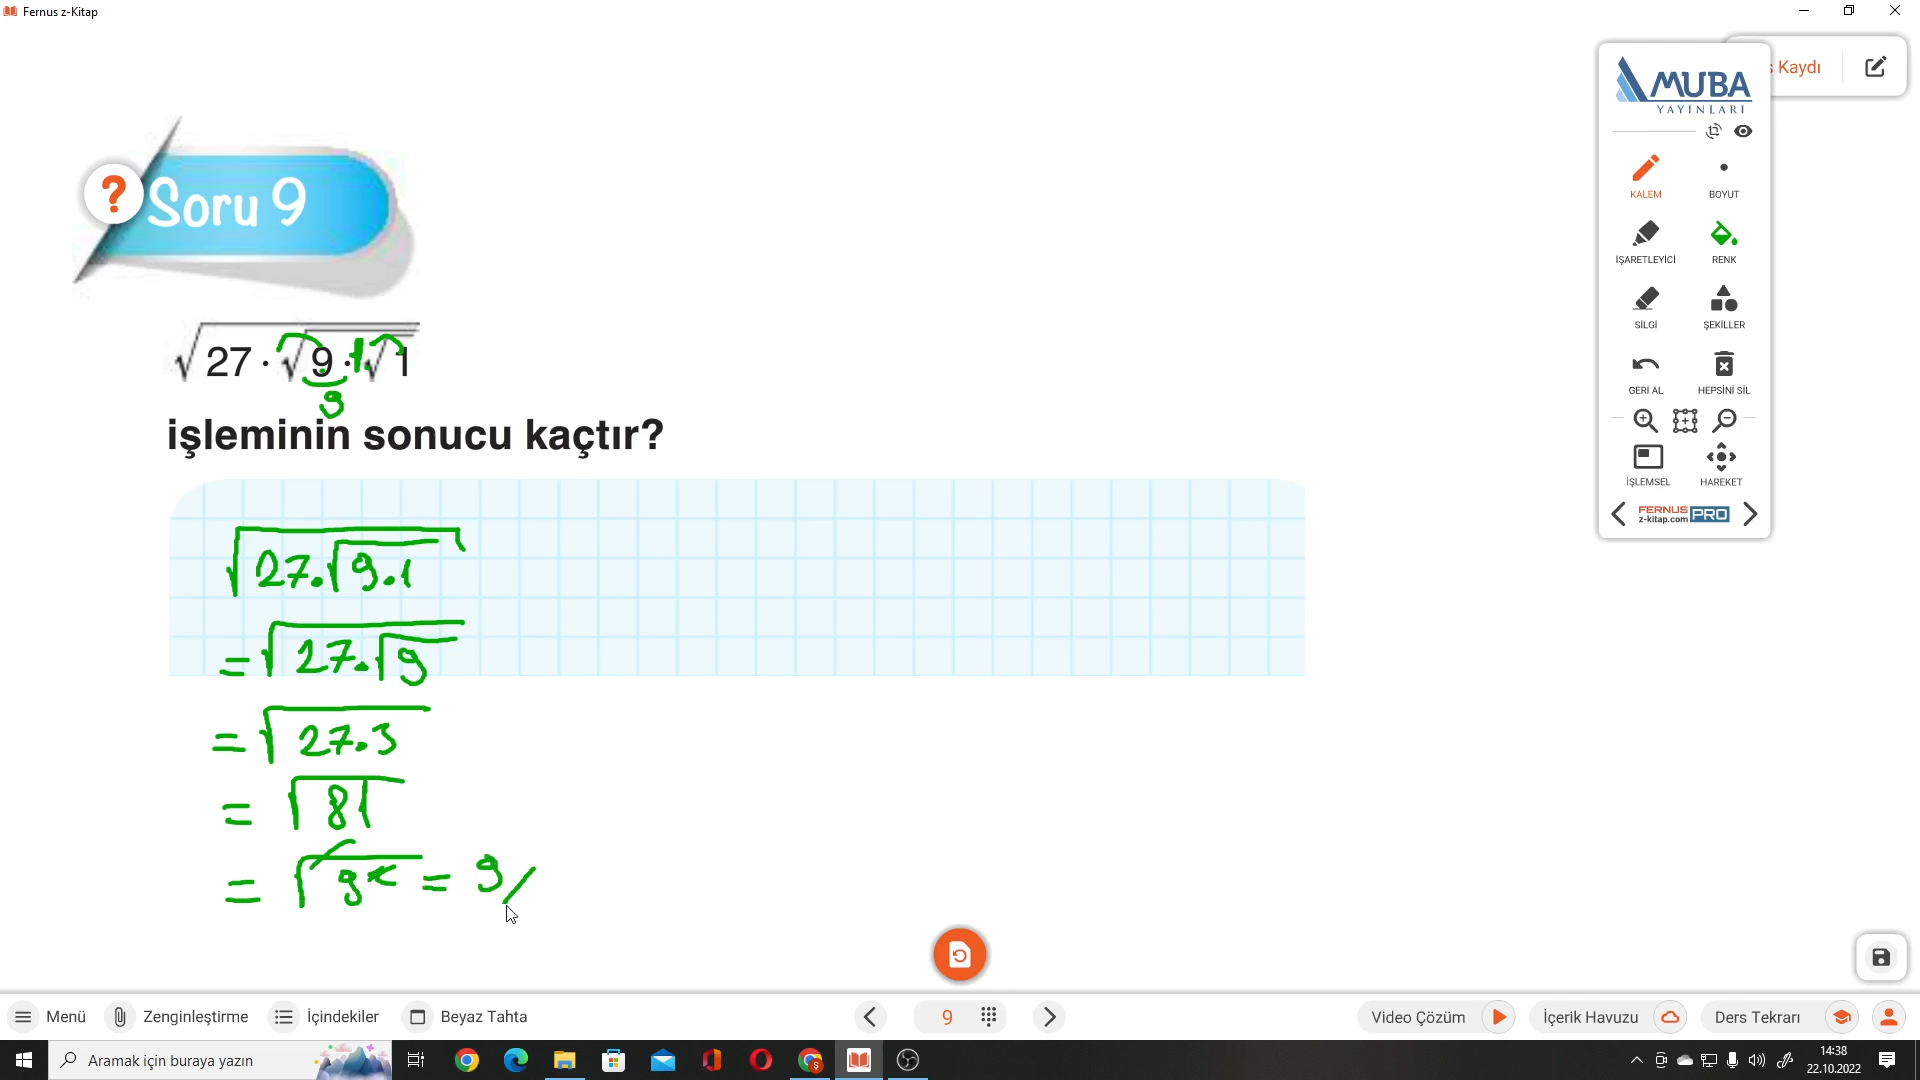 Fernus z-Kitap
s Kaydı
MUBA
YAYINLARI
KALEM
BOYUT
İŞARETLEYİCİ
RENK
SİLGİ
ŞEKİLLER
GERİ AL
HEPSİNİ SİL
İŞLEMSEL
HAREKET
FERNUS
z-kitap.com PRO
? Soru 9
√27 · √9 · √1
1
9
işleminin sonucu kaçtır?
√27.√9.1
= √27.√9
= √27.3
= √81
= √9² = 9/
Menü
Zenginleştirme
İçindekiler
Beyaz Tahta
9
Video Çözüm
İçerik Havuzu
Ders Tekrarı
Aramak için buraya yazın
14:38
22.10.2022